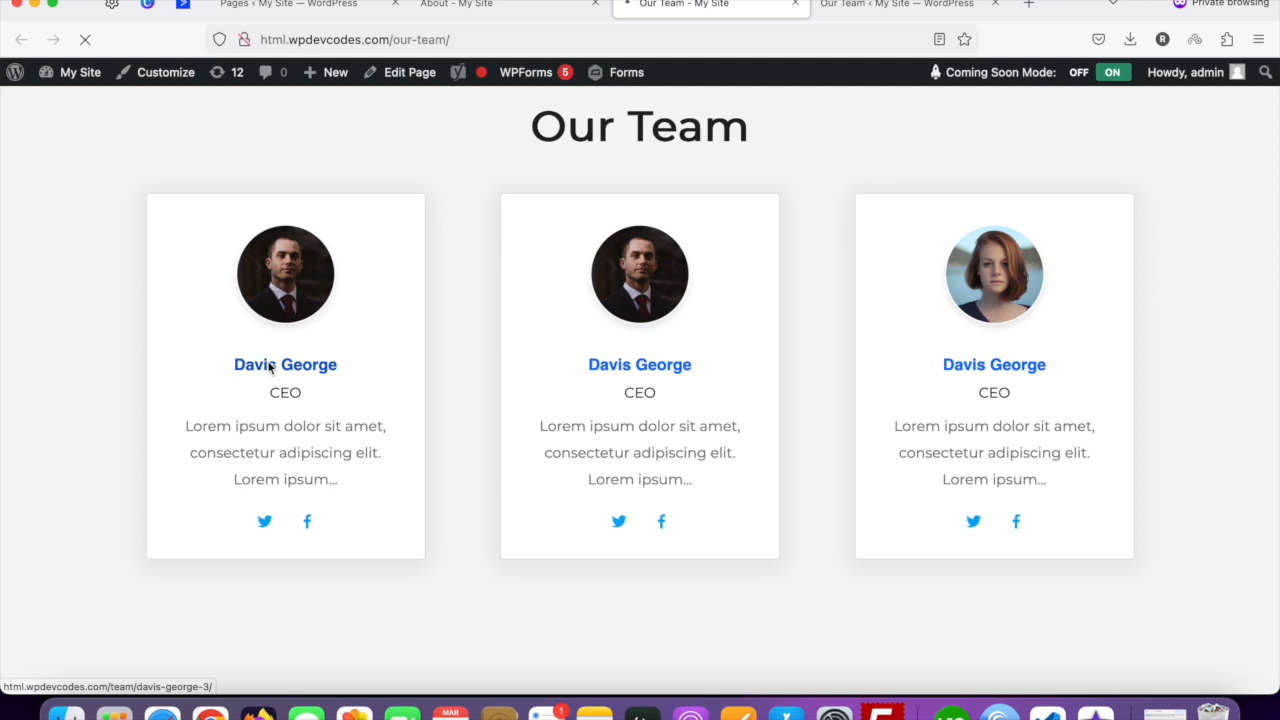 Pages < My Site — WordPress
About - My Site
Our Team - My Site
Our Team < My Site — WordPress
Private browsing
html.wpdevcodes.com/our-team/
My Site Customize 12 0 New Edit Page WPForms 5 Forms Coming Soon Mode: OFF ON Howdy, admin
Our Team
Davis George
CEO
Lorem ipsum dolor sit amet,
consectetur adipiscing elit.
Lorem ipsum...
Davis George
CEO
Lorem ipsum dolor sit amet,
consectetur adipiscing elit.
Lorem ipsum...
Davis George
CEO
Lorem ipsum dolor sit amet,
consectetur adipiscing elit.
Lorem ipsum...
html.wpdevcodes.com/team/davis-george-3/
MAR
1